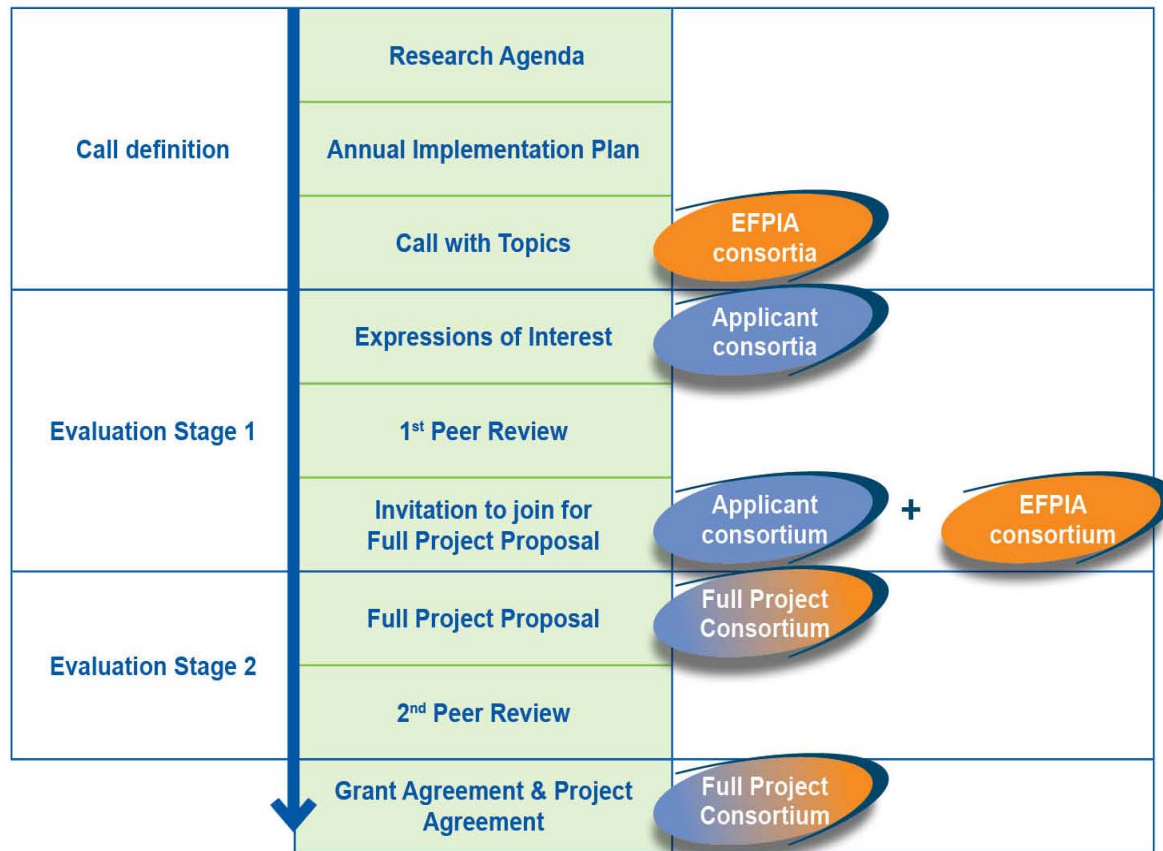 Research Agenda
Call definition
Annual Implementation Plan
Call with Topics
EFPIA
consortia
Expressions of Interest
Applicant
consortia
Evaluation Stage 1
1st Peer Review
Invitation to join for
Full Project Proposal
Applicant
consortium
+
EFPIA
consortium
Full Project Proposal
Full Project
Consortium
Evaluation Stage 2
2nd Peer Review
Grant Agreement & Project
Agreement
Full Project
Consortium